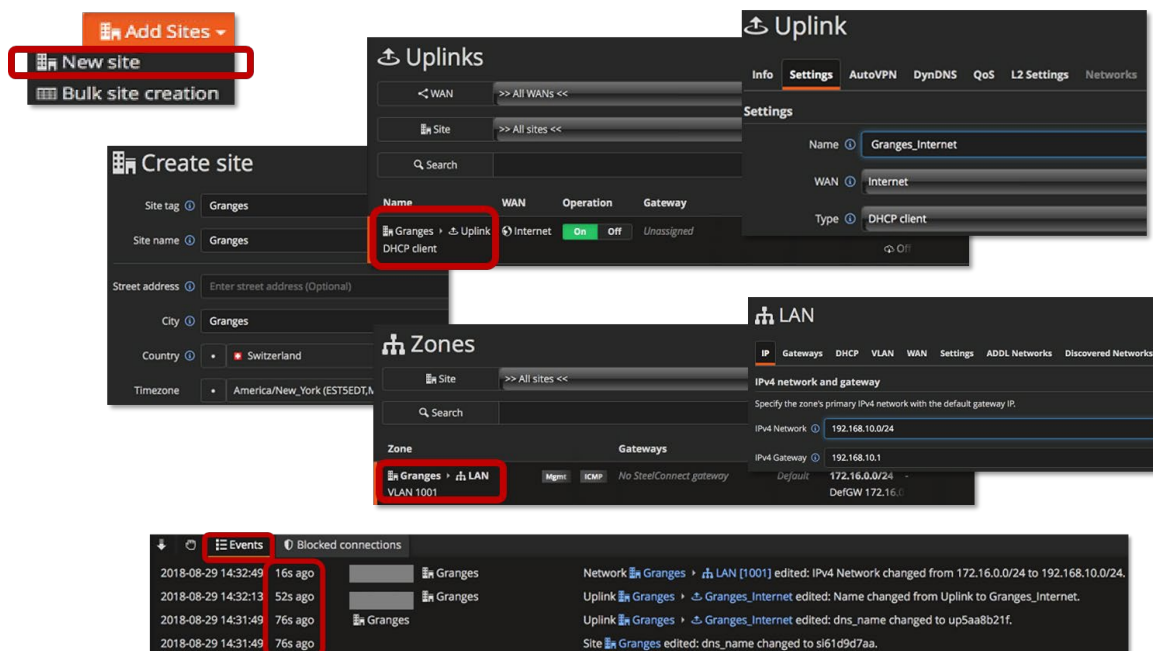 Add Sites
New site
Bulk site creation
Create site
Site tag Granges
Site name Granges
Street address Enter street address (Optional)
City Granges
Country Switzerland
Timezone America/New_York (EST5EDT,
Uplinks
WAN >> All WANs <<
Site >> All sites <<
Search
Name WAN Operation Gateway
Granges Uplink Internet On Off Unassigned
DHCP client
Off
Uplink
Info Settings AutoVPN DynDNS QoS L2 Settings Networks
Settings
Name Granges_Internet
WAN Internet
Type DHCP client
Zones
Site >> All sites <<
Search
Zone Gateways
Granges LAN Mgmt ICMP No SteelConnect gateway Default 172.16.0.0/24 -
VLAN 1001 DefGW 172.16.0
LAN
IP Gateways DHCP VLAN WAN Settings ADDL Networks Discovered Networks
IPv4 network and gateway
Specify the zone's primary IPv4 network with the default gateway IP.
IPv4 Network 192.168.10.0/24
IPv4 Gateway 192.168.10.1
Events Blocked connections
2018-08-29 14:32:49 16s ago Granges Network Granges LAN [1001] edited: IPv4 Network changed from 172.16.0.0/24 to 192.168.10.0/24.
2018-08-29 14:32:13 52s ago Granges Uplink Granges Granges_Internet edited: Name changed from Uplink to Granges_Internet.
2018-08-29 14:31:49 76s ago Granges Uplink Granges Granges_Internet edited: dns_name changed to up5aa8b21f.
2018-08-29 14:31:49 76s ago Site Granges edited: dns_name changed to si61d9d7aa.